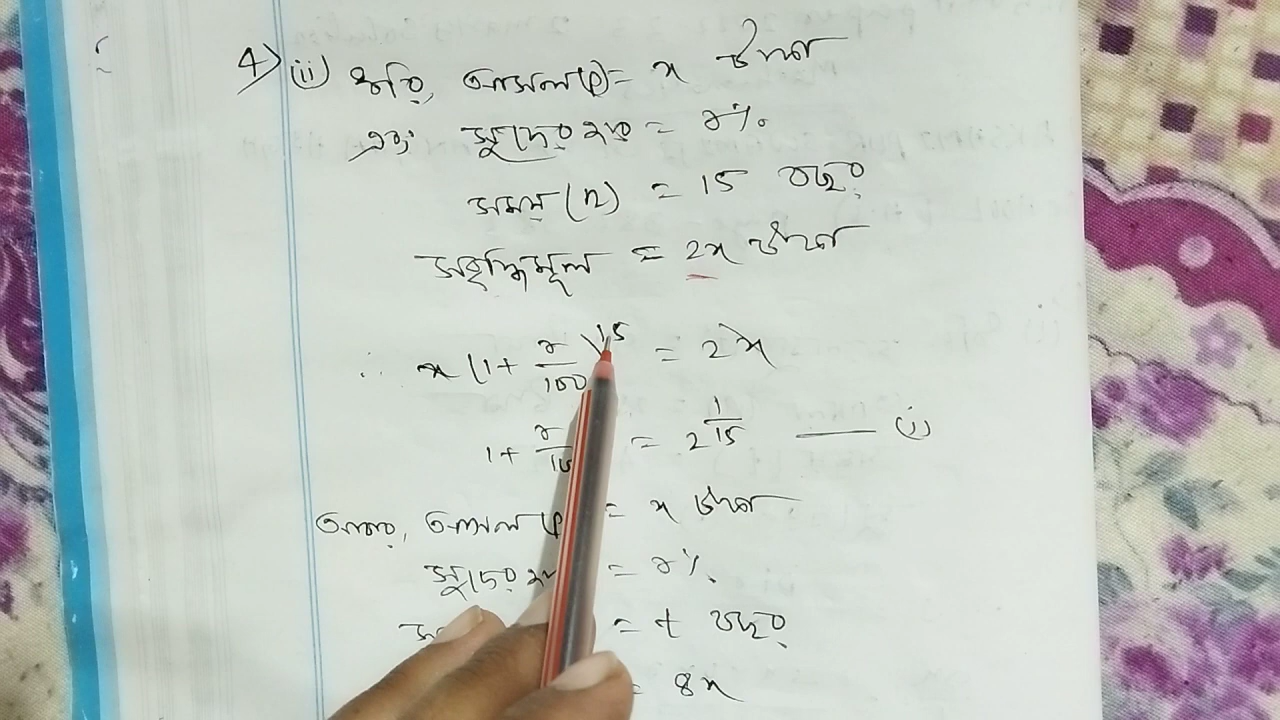 4) (ii) ধরি, আসল(p) = x টাকা
এবং সুদের হার = r%.
সময় (n) = 15 বছর
সবৃদ্ধিমূল = 2x টাকা
∴ x (1 + r/100)^15 = 2x
1 + r/10 = 2^(1/15) —— (i)
আবার, আসল (p = x টাকা
সুদের = r%.
= t বছর
= 8x